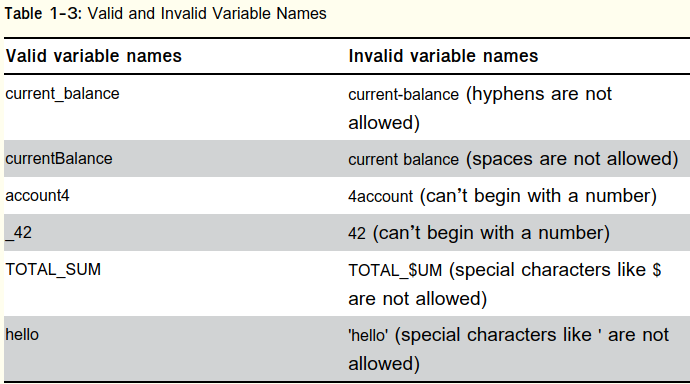 Table 1-3: Valid and Invalid Variable Names
Valid variable names Invalid variable names
current_balance current-balance (hyphens are not
allowed)
currentBalance current balance (spaces are not allowed)
account4 4account (can’t begin with a number)
_42 42 (can’t begin with a number)
TOTAL_SUM TOTAL_$UM (special characters like $
are not allowed)
hello 'hello' (special characters like ' are not
allowed)